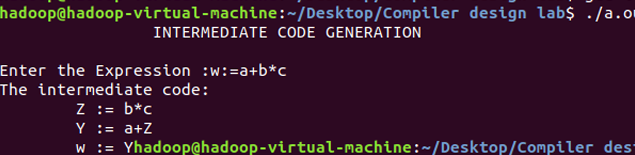 hadoop@hadoop-virtual-machine:~/Desktop/Compiler design lab$ ./a.ou
INTERMEDIATE CODE GENERATION
Enter the Expression :w:=a+b*c
The intermediate code:
Z := b*c
Y := a+Z
w := Yhadoop@hadoop-virtual-machine:~/Desktop/Compiler des